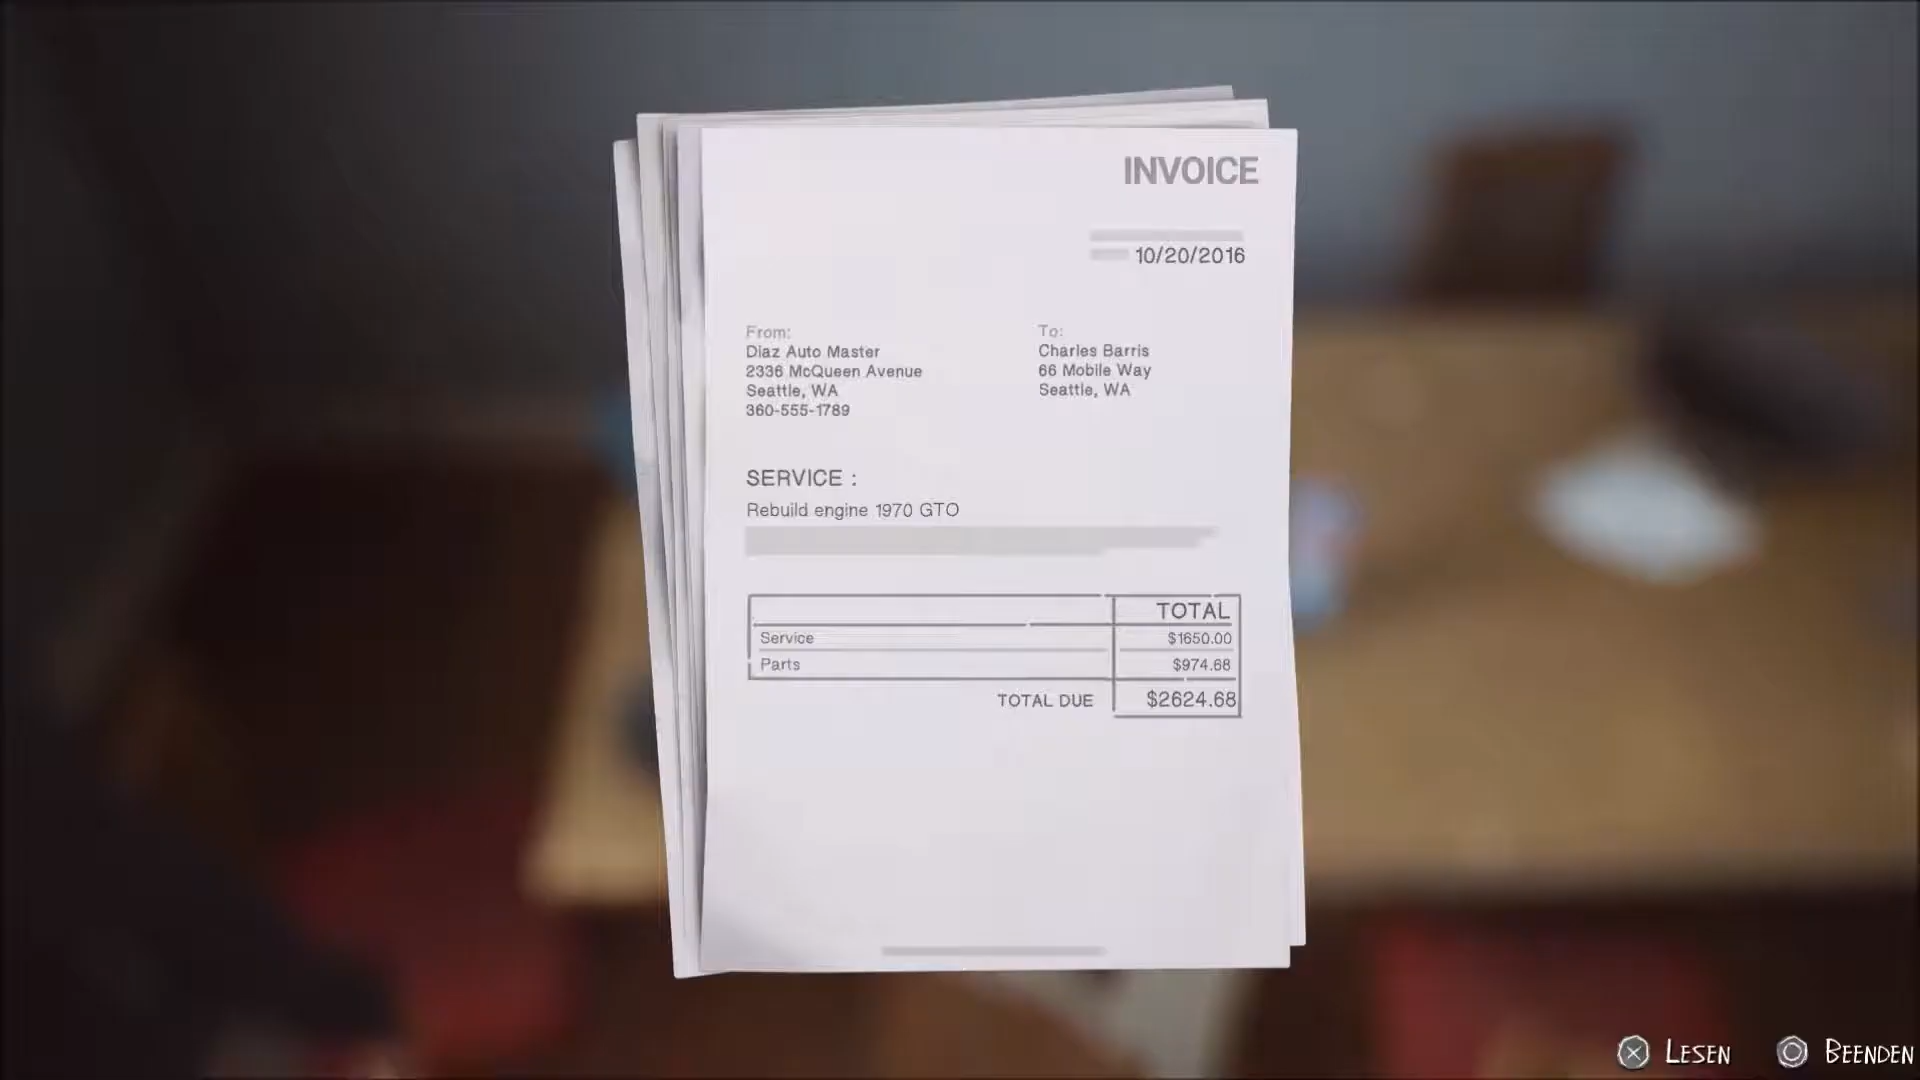 INVOICE
10/20/2016
From:
Diaz Auto Master
2336 McQueen Avenue
Seattle, WA
360-555-1789
To:
Charles Barris
66 Mobile Way
Seattle, WA
SERVICE :
Rebuild engine 1970 GTO
TOTAL
Service $1650.00
Parts $974.68
TOTAL DUE $2624.68
LESEN BEENDEN